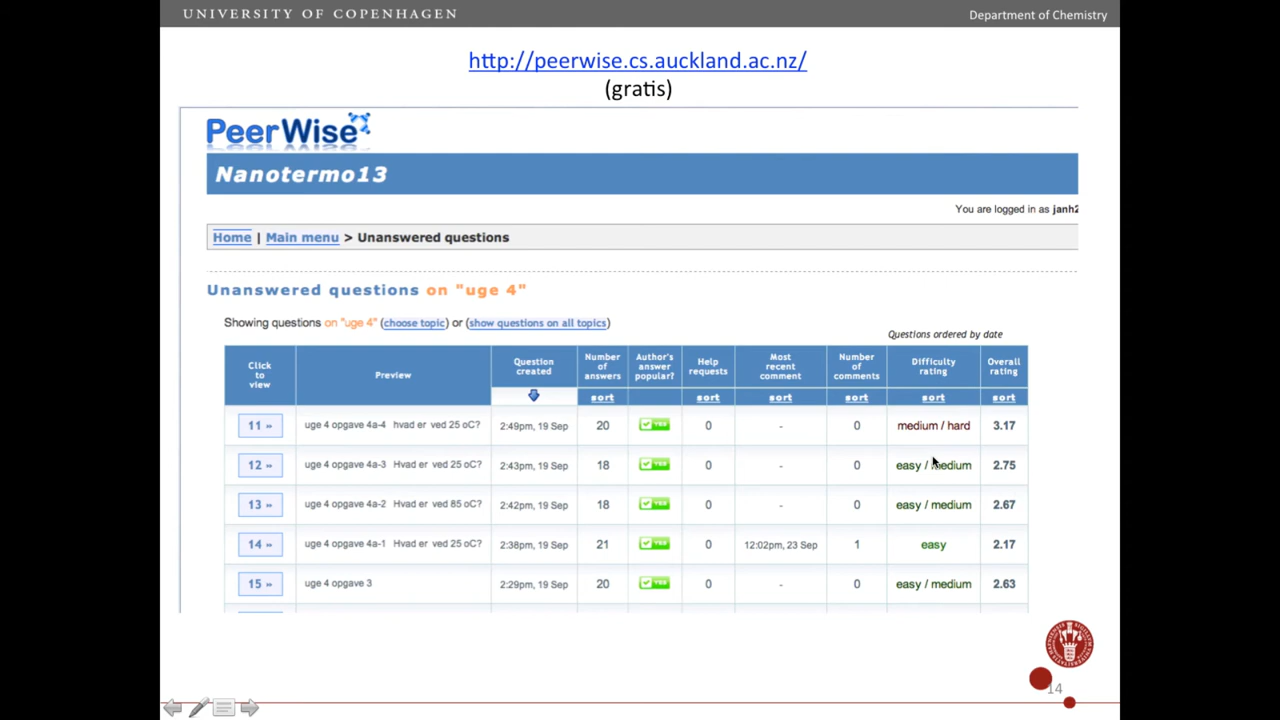 UNIVERSITY OF COPENHAGEN
Department of Chemistry
http://peerwise.cs.auckland.ac.nz/
(gratis)
PeerWise
Nanotermo13
You are logged in as janh2
Home | Main menu > Unanswered questions
Unanswered questions on "uge 4"
Showing questions on "uge 4" (choose topic) or (show questions on all topics)
Questions ordered by date
Click to view Preview Question created Number of answers Author's answer popular? Help requests Most recent comment Number of comments Difficulty rating Overall rating
sort sort sort sort sort sort
11 » uge 4 opgave 4a-4 hvad er ved 25 oC? 2:49pm, 19 Sep 20 YES 0 - 0 medium / hard 3.17
12 » uge 4 opgave 4a-3 Hvad er ved 25 oC? 2:43pm, 19 Sep 18 YES 0 - 0 easy / medium 2.75
13 » uge 4 opgave 4a-2 Hvad er ved 85 oC? 2:42pm, 19 Sep 18 YES 0 - 0 easy / medium 2.67
14 » uge 4 opgave 4a-1 Hvad er ved 25 oC? 2:38pm, 19 Sep 21 YES 0 12:02pm, 23 Sep 1 easy 2.17
15 » uge 4 opgave 3 2:29pm, 19 Sep 20 YES 0 - 0 easy / medium 2.63
14